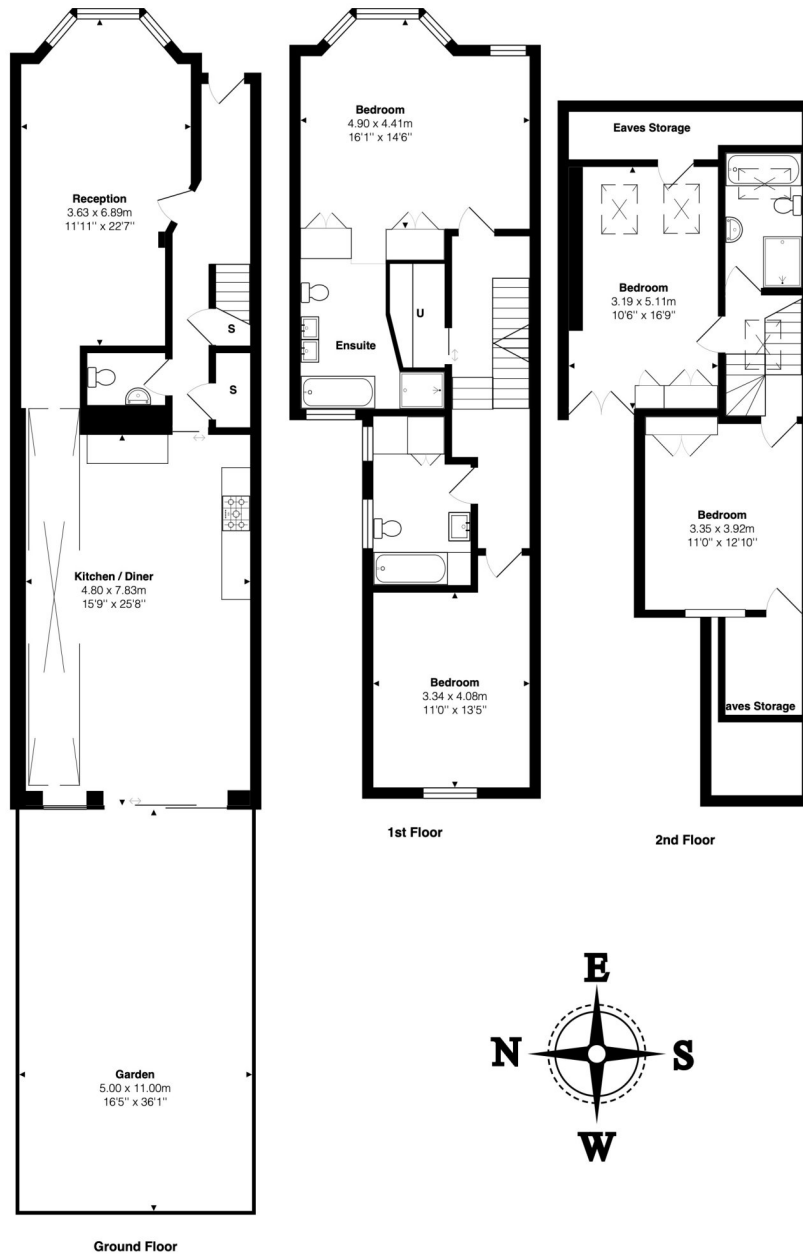 Reception
3.63 x 6.89m
11'11'' x 22'7''
S
S
Kitchen / Diner
4.80 x 7.83m
15'9'' x 25'8''
Garden
5.00 x 11.00m
16'5'' x 36'1''
Ground Floor
Bedroom
4.90 x 4.41m
16'1'' x 14'6''
U
Ensuite
Bedroom
3.34 x 4.08m
11'0'' x 13'5''
1st Floor
Eaves Storage
Bedroom
3.19 x 5.11m
10'6'' x 16'9''
Bedroom
3.35 x 3.92m
11'0'' x 12'10''
aves Storage
2nd Floor
E
N
S
W